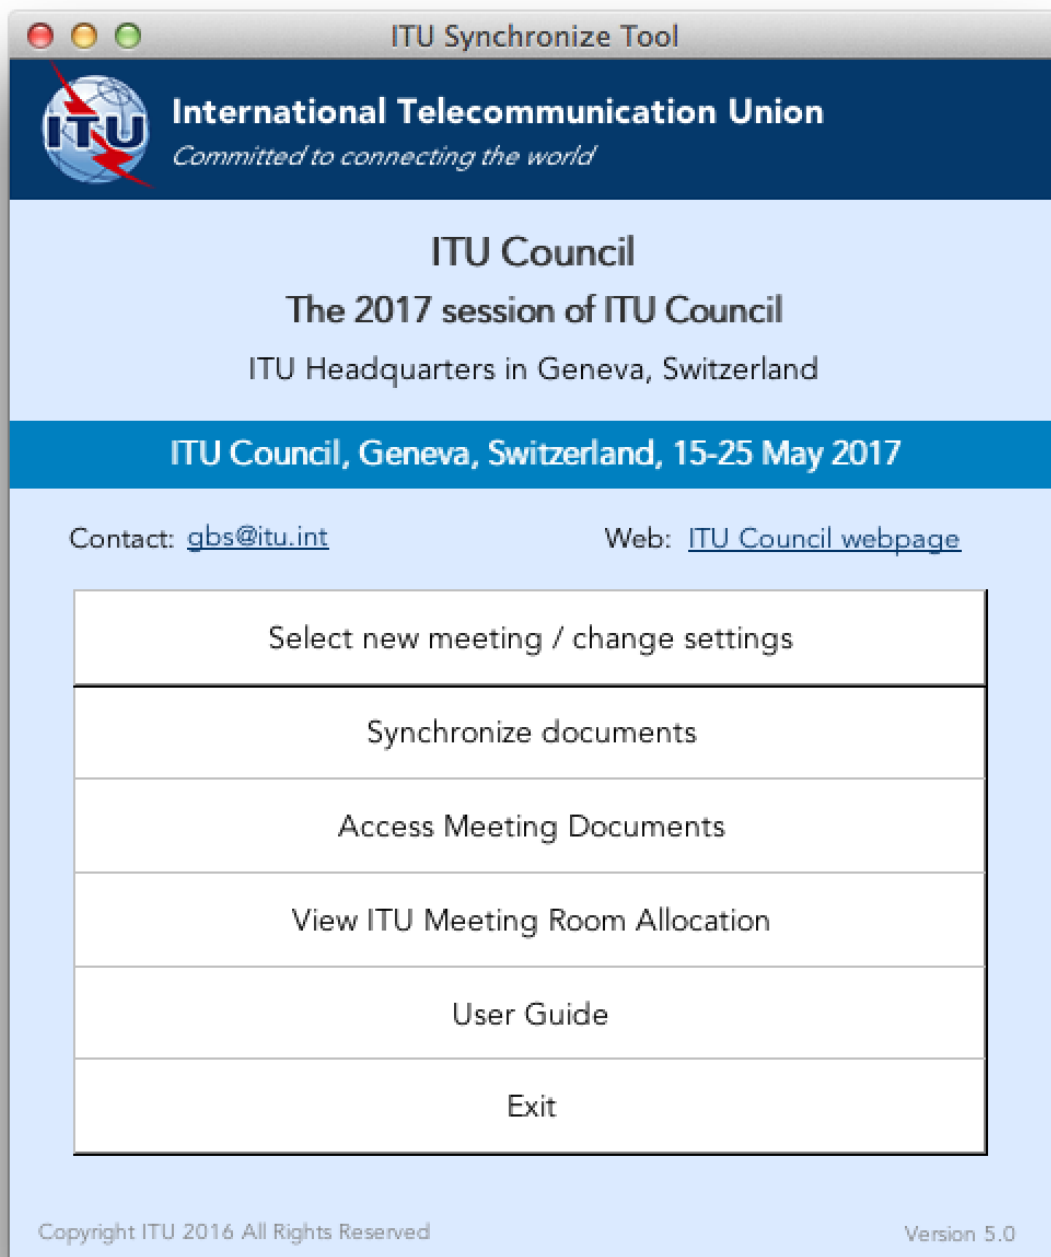 ITU Synchronize Tool
ITU
International Telecommunication Union
Committed to connecting the world
ITU Council
The 2017 session of ITU Council
ITU Headquarters in Geneva, Switzerland
ITU Council, Geneva, Switzerland, 15-25 May 2017
Contact: gbs@itu.int Web: ITU Council webpage
Select new meeting / change settings
Synchronize documents
Access Meeting Documents
View ITU Meeting Room Allocation
User Guide
Exit
Copyright ITU 2016 All Rights Reserved Version 5.0